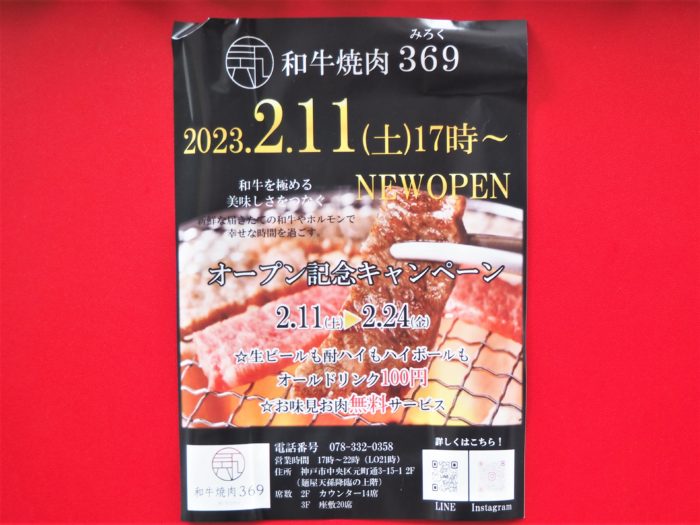 みろく
和牛焼肉 369
2023.2.11(土)17時～
NEWOPEN
和牛を極める
美味しさをつなぐ
新鮮な届きたての和牛やホルモンで
幸せな時間を過ごす。
オープン記念キャンペーン
2.11(土)▶2.24(金)
☆生ビールも酎ハイもハイボールも
オールドリンク100円
☆お味見お肉無料サービス
和牛焼肉369
電話番号 078-332-0358
営業時間 17時～22時（LO21時）
住所 神戸市中央区元町通3-15-1 2F
（麺屋天孫降臨の上階）
席数 2F カウンター14席
3F 座敷20席
詳しくはこちら！
LINE
Instagram